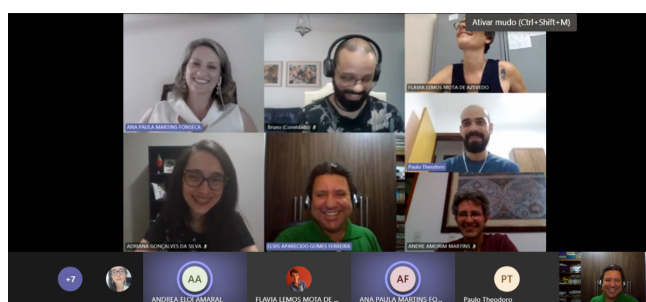 Ativar mudo (Ctrl+Shift+M)
FLAVIA LEMOS MOTA DE AZEVEDO
ANA PAULA MARTINS FONSECA
Bruno (Convidado)
Paulo Theodoro
ADRIANA GONÇALVES DA SILVA
ELVIS APARECIDO GOMES FERREIRA
ANDRE AMORIM MARTINS
+7
AA
AF
PT
ANDREA ELOI AMARAL
FLAVIA LEMOS MOTA DE ...
ANA PAULA MARTINS FO...
Paulo Theodoro